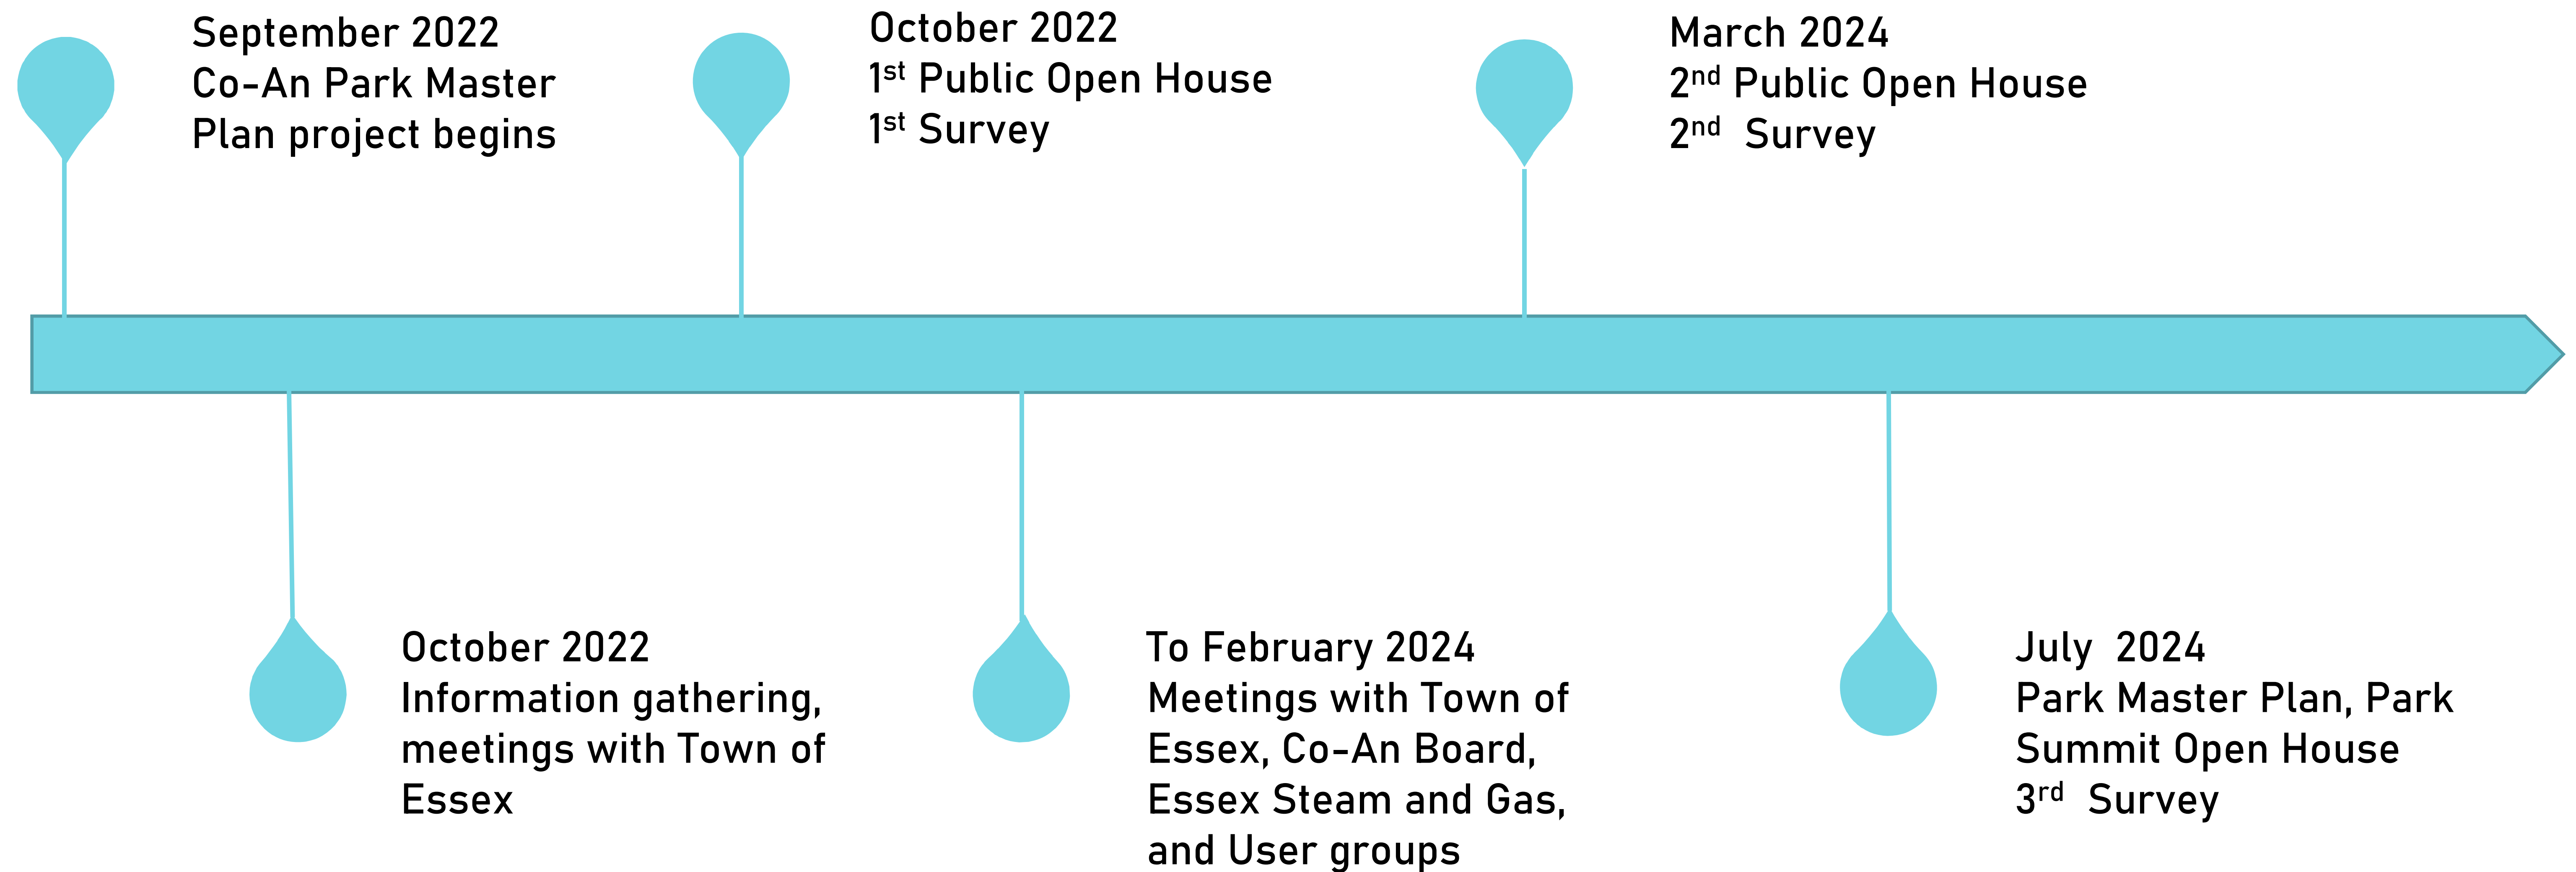 September 2022
Co-An Park Master
Plan project begins
October 2022
1st Public Open House
1st Survey
March 2024
2nd Public Open House
2nd Survey
October 2022
Information gathering,
meetings with Town of
Essex
To February 2024
Meetings with Town of
Essex, Co-An Board,
Essex Steam and Gas,
and User groups
July 2024
Park Master Plan, Park
Summit Open House
3rd Survey